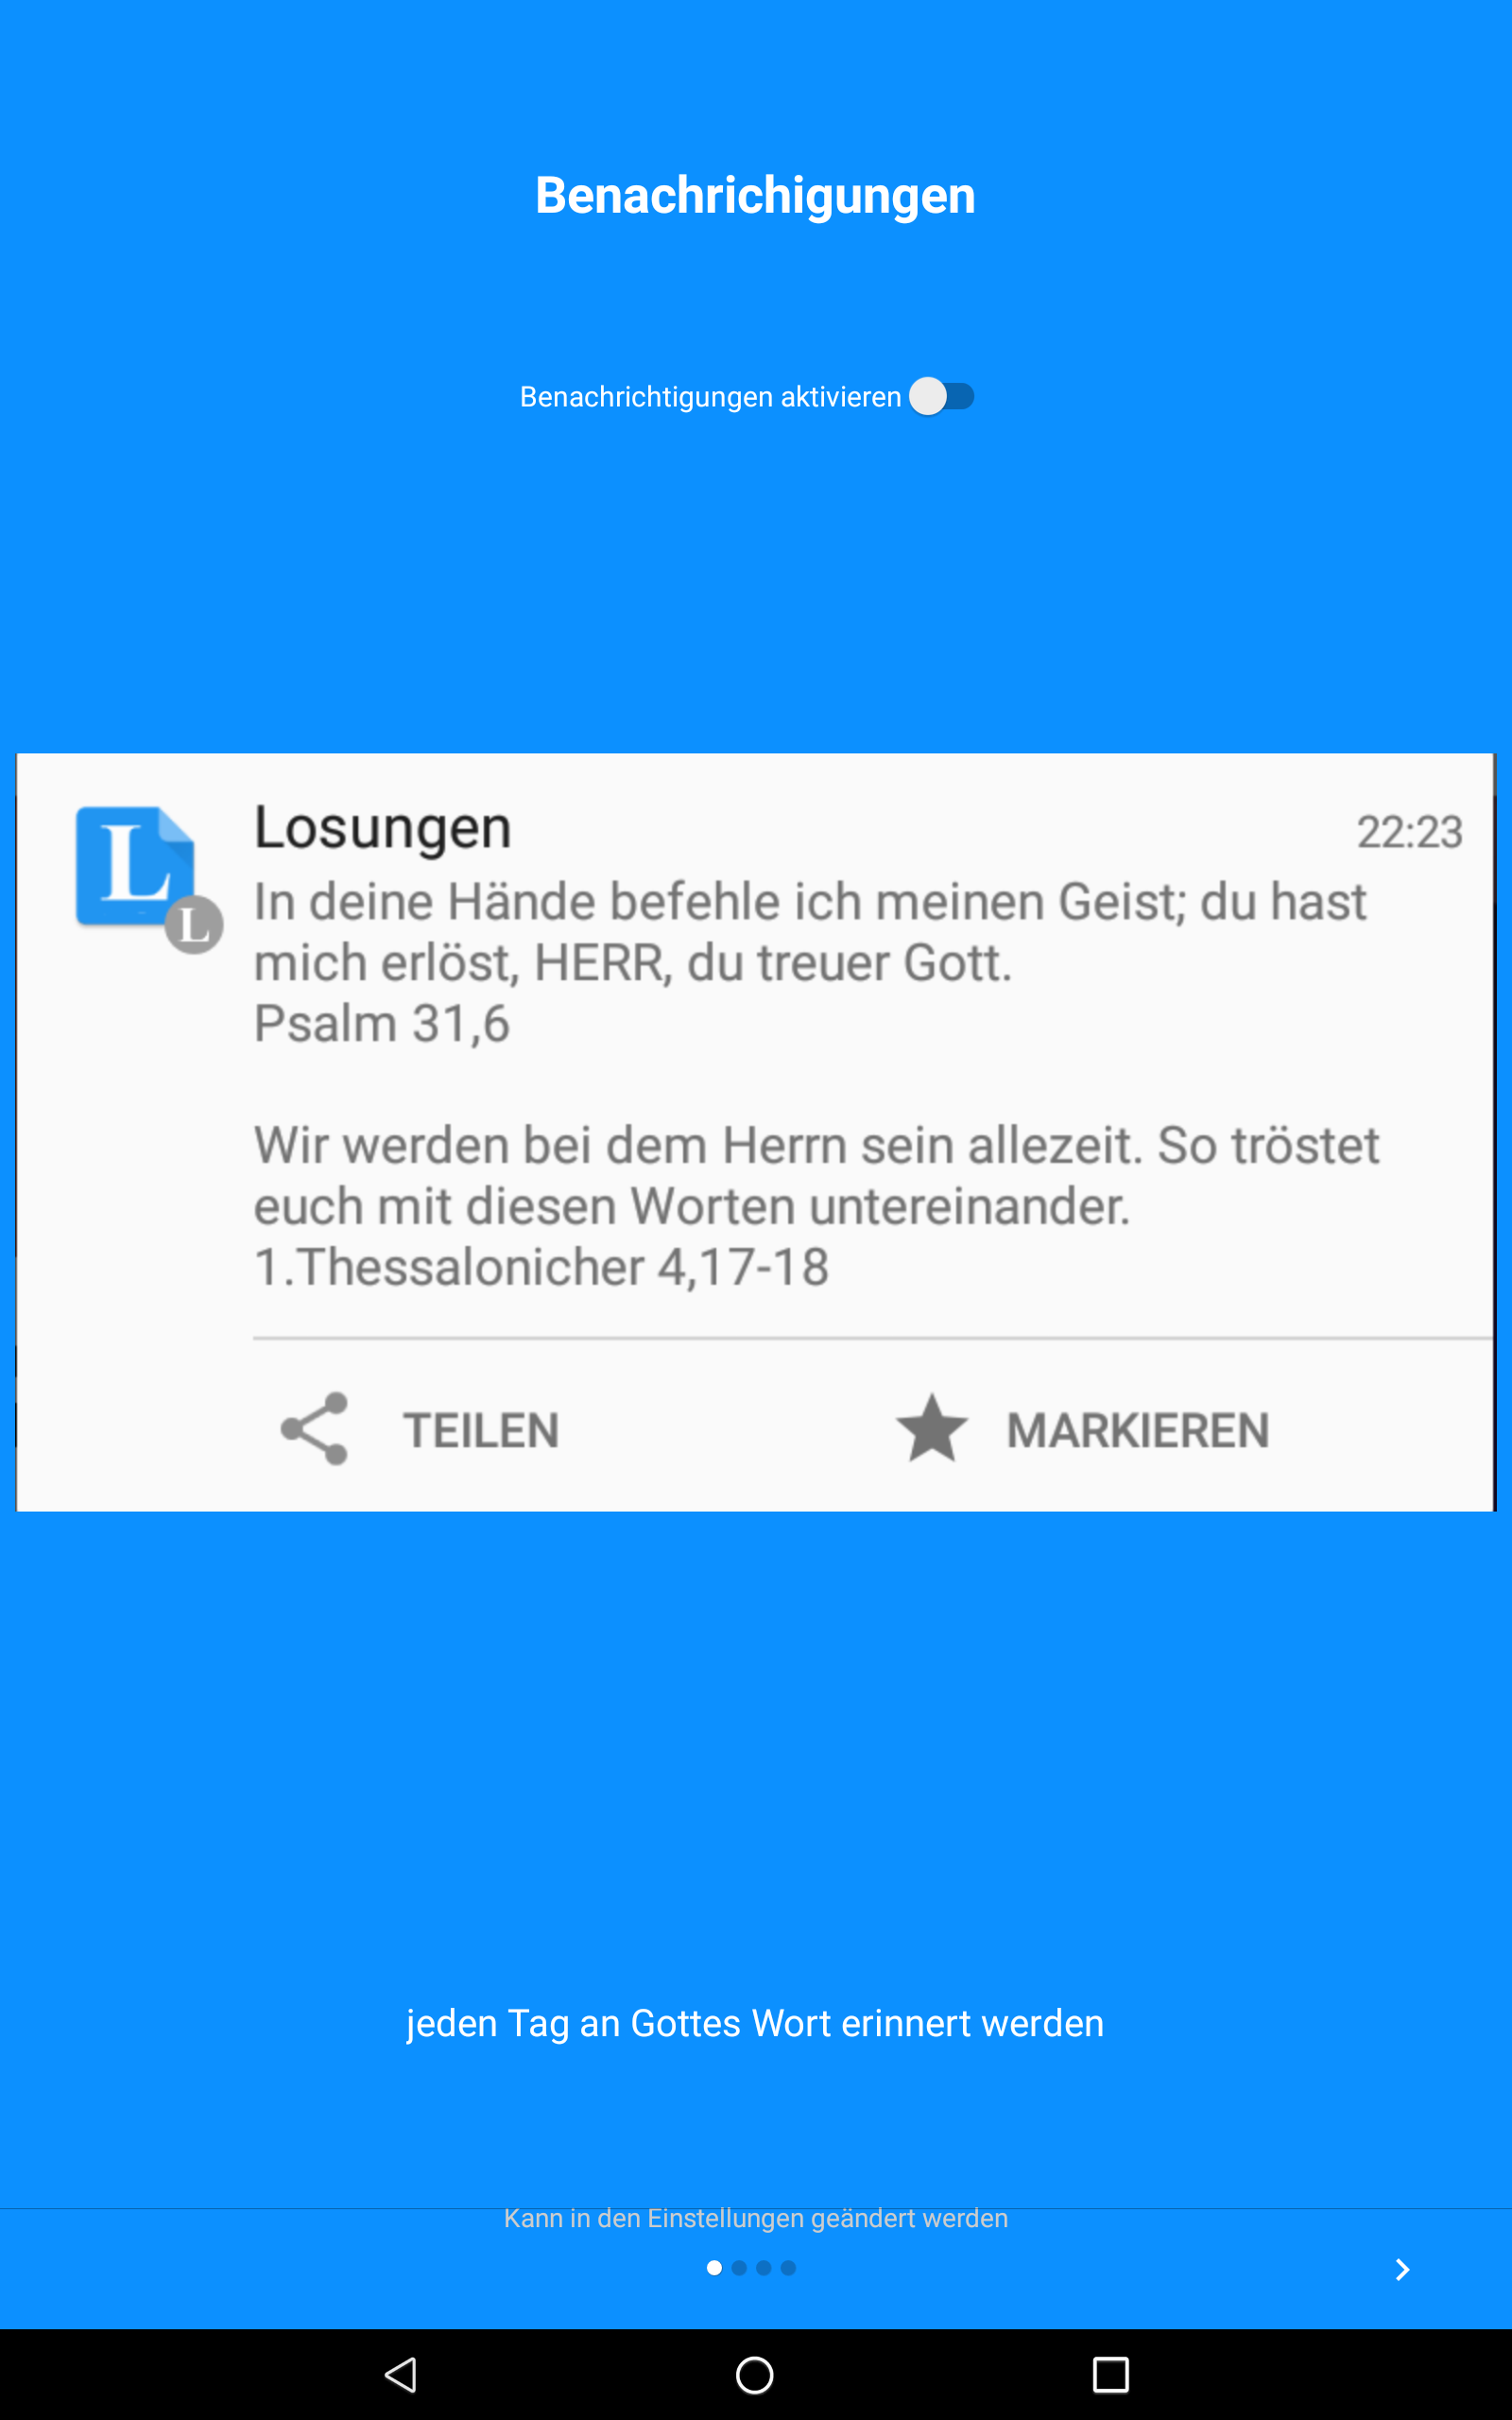 Benachrichigungen
Benachrichtigungen aktivieren
L
L
Losungen
22:23
In deine Hände befehle ich meinen Geist; du hast
mich erlöst, HERR, du treuer Gott.
Psalm 31,6
Wir werden bei dem Herrn sein allezeit. So tröstet
euch mit diesen Worten untereinander.
1.Thessalonicher 4,17-18
TEILEN
MARKIEREN
jeden Tag an Gottes Wort erinnert werden
Kann in den Einstellungen geändert werden